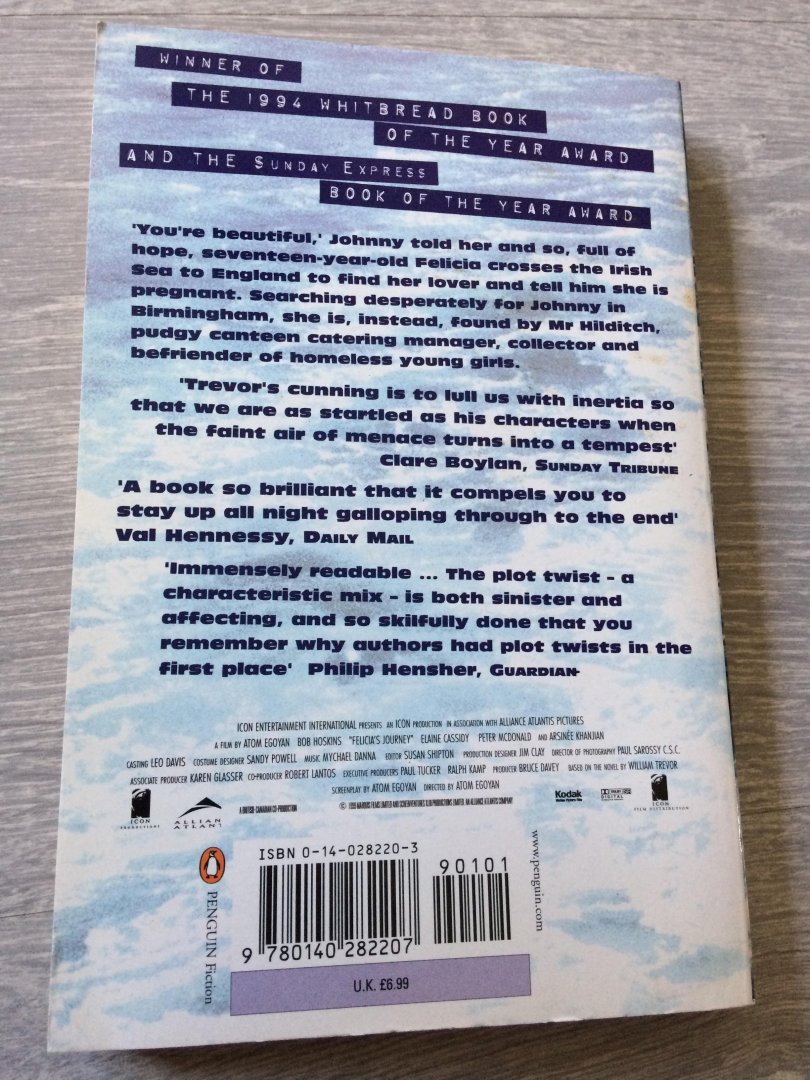 WINNER OF
THE 1994 WHITBREAD BOOK
OF THE YEAR AWARD
AND THE SUNDAY EXPRESS
BOOK OF THE YEAR AWARD
'You're beautiful,' Johnny told her and so, full of
hope, seventeen-year-old Felicia crosses the Irish
Sea to England to find her lover and tell him she is
pregnant. Searching desperately for Johnny in
Birmingham, she is, instead, found by Mr Hilditch,
pudgy canteen catering manager, collector and
befriender of homeless young girls.
'Trevor's cunning is to lull us with inertia so
that we are as startled as his characters when
the faint air of menace turns into a tempest'
Clare Boylan, SUNDAY TRIBUNE
'A book so brilliant that it compels you to
stay up all night galloping through to the end'
Val Hennessy, DAILY MAIL
'Immensely readable ... The plot twist - a
characteristic mix - is both sinister and
affecting, and so skilfully done that you
remember why authors had plot twists in the
first place' Philip Hensher, GUARDIAN
ICON ENTERTAINMENT INTERNATIONAL PRESENTS AN ICON PRODUCTION IN ASSOCIATION WITH ALLIANCE ATLANTIS PICTURES
A FILM BY ATOM EGOYAN BOB HOSKINS "FELICIA'S JOURNEY" ELAINE CASSIDY PETER MCDONALD AND ARSINÉE KHANJIAN
CASTING LEO DAVIS COSTUME DESIGNER SANDY POWELL MUSIC MYCHAEL DANNA EDITOR SUSAN SHIPTON PRODUCTION DESIGNER JIM CLAY DIRECTOR OF PHOTOGRAPHY PAUL SAROSSY C.S.C.
ASSOCIATE PRODUCER KAREN GLASSER CO-PRODUCER ROBERT LANTOS EXECUTIVE PRODUCERS PAUL TUCKER RALPH KAMP PRODUCER BRUCE DAVEY BASED ON THE NOVEL BY WILLIAM TREVOR
SCREENPLAY BY ATOM EGOYAN DIRECTED BY ATOM EGOYAN
ICON
PRODUCTIONS
ALLIAN
ATLANT
A BRITISH-CANADIAN CO-PRODUCTION
Kodak
DIGITAL
ICON
FILM DISTRIBUTION
ISBN 0-14-028220-3
90101
9 780140 282207
U.K. £6.99
PENGUIN Fiction
www.penguin.com